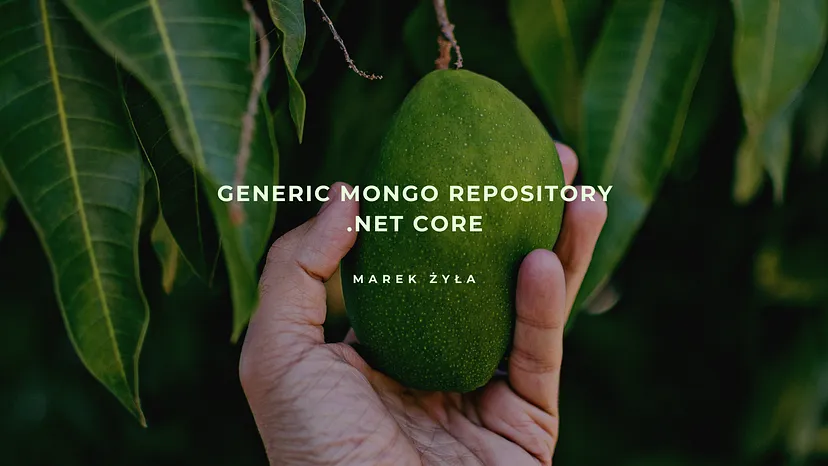 GENERIC MONGO REPOSITORY
.NET CORE
MAREK ŻYŁA